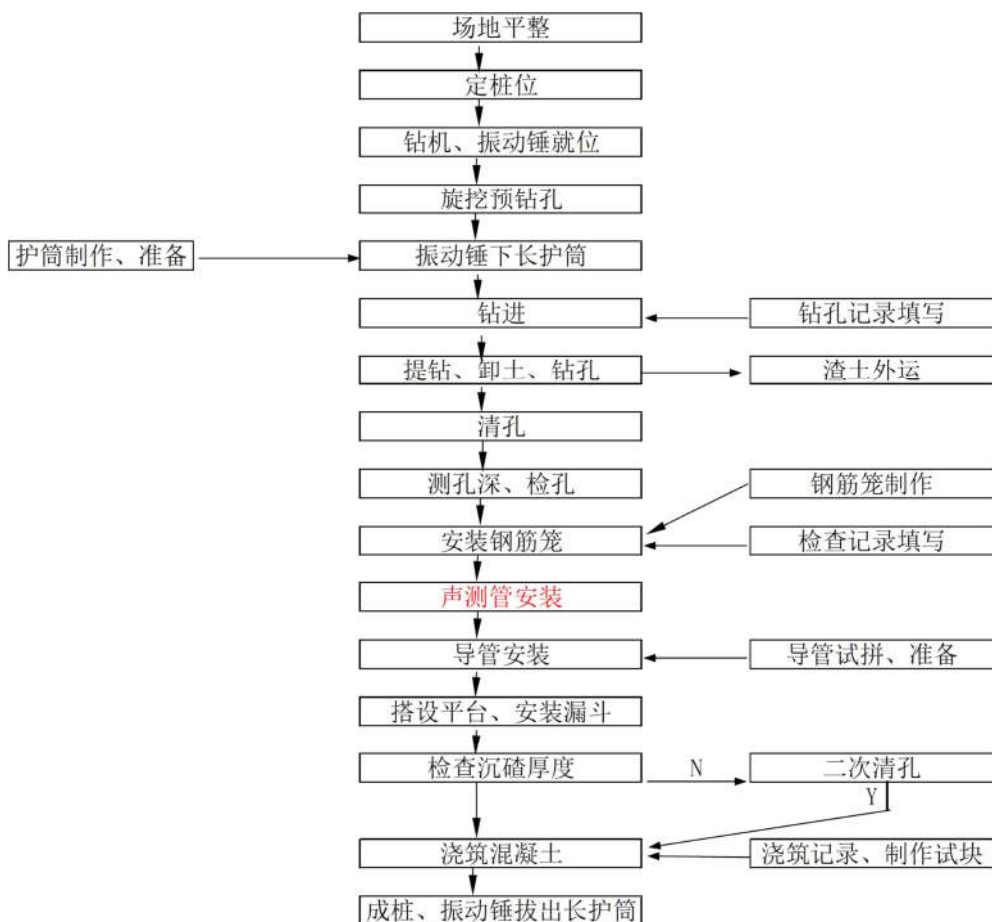 场地平整
定桩位
钻机、振动锤就位
旋挖预钻孔
护筒制作、准备
振动锤下长护筒
钻进
钻孔记录填写
提钻、卸土、钻孔
渣土外运
清孔
测孔深、检孔
钢筋笼制作
安装钢筋笼
检查记录填写
声测管安装
导管安装
导管试拼、准备
搭设平台、安装漏斗
检查沉碴厚度
N
二次清孔
Y
浇筑混凝土
浇筑记录、制作试块
成桩、振动锤拔出长护筒